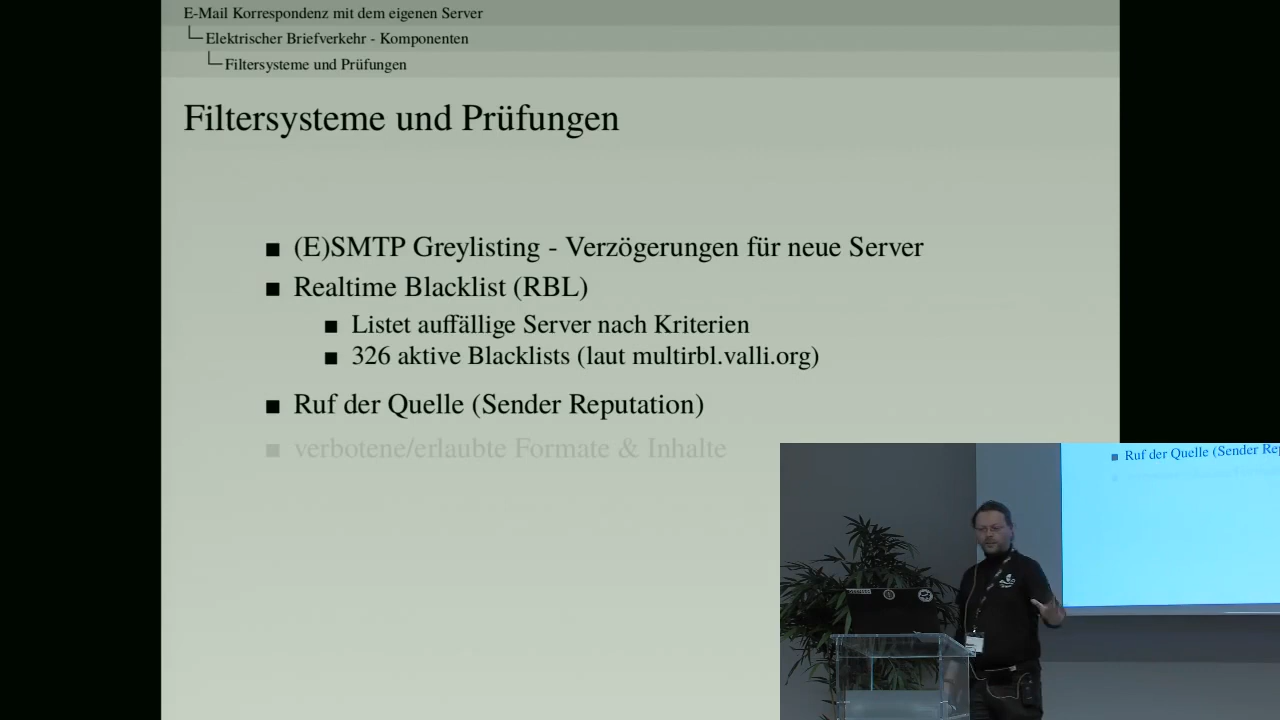 E-Mail Korrespondenz mit dem eigenen Server
Elektrischer Briefverkehr - Komponenten
Filtersysteme und Prüfungen
Filtersysteme und Prüfungen
(E)SMTP Greylisting - Verzögerungen für neue Server
Realtime Blacklist (RBL)
Listet auffällige Server nach Kriterien
326 aktive Blacklists (laut multirbl.valli.org)
Ruf der Quelle (Sender Reputation)
verbotene/erlaubte Formate & Inhalte
Ruf der Quelle (Sender Rep